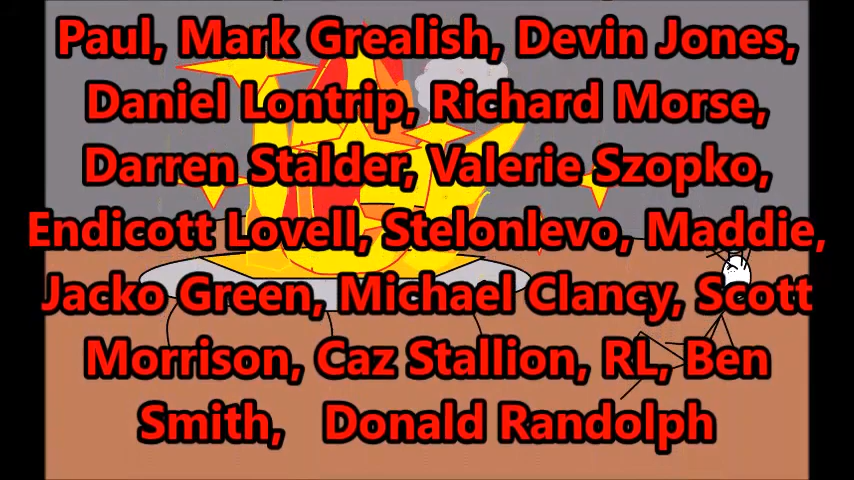 Paul, Mark Grealish, Devin Jones,
Daniel Lontrip, Richard Morse,
Darren Stalder, Valerie Szopko,
Endicott Lovell, Stelonlevo, Maddie,
Jacko Green, Michael Clancy, Scott
Morrison, Caz Stallion, RL, Ben
Smith, Donald Randolph